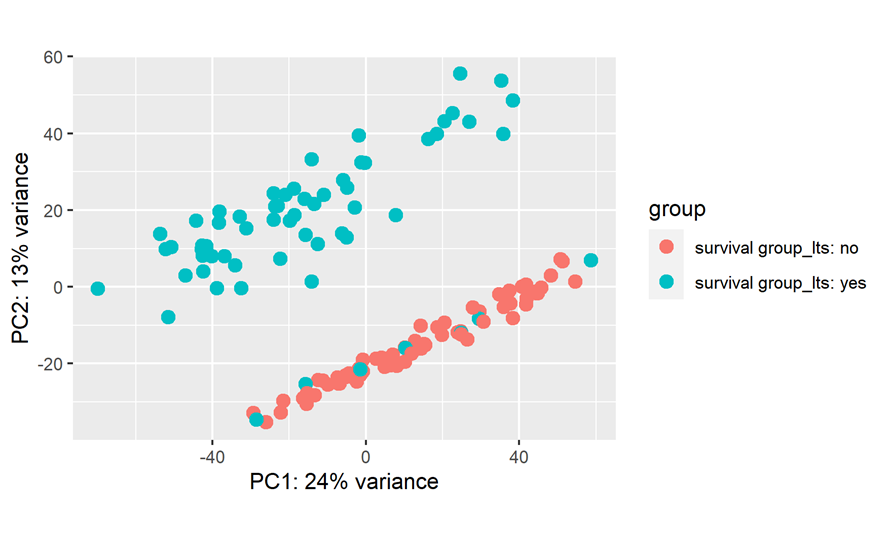 60
40
20
0
-20
-40
0
40
PC2: 13% variance
PC1: 24% variance
group
survival group_lts: no
survival group_lts: yes